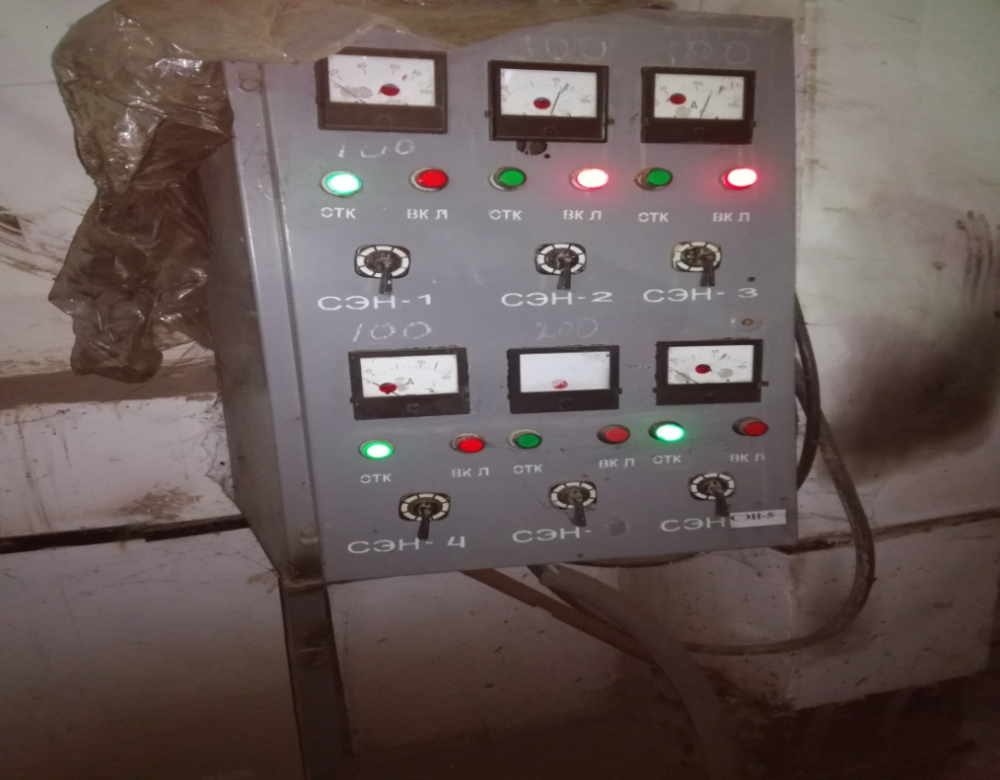 100 100
A
100
ОТК ВКЛ ОТК ВКЛ ОТК ВКЛ
СЭН-1 СЭН-2 СЭН-3
100 200
A
ОТК ВКЛ ОТК ВКЛ ОТК ВКЛ
СЭН-4 СЭН- СЭН СЭН-5